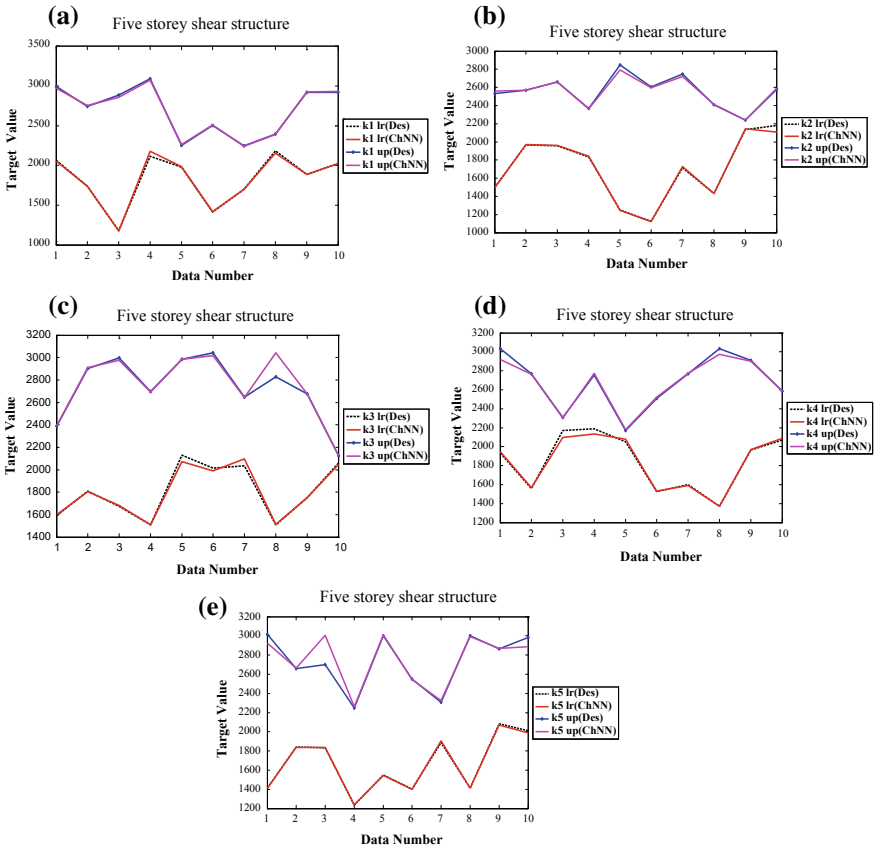 (a)
Five storey shear structure
3500
3000
2500
2000
1500
1000
Target Value
1 2 3 4 5 6 7 8 9 10
Data Number
k1 lr(Des)
k1 lr(ChNN)
k1 up(Des)
k1 up(ChNN)
(b)
Five storey shear structure
3000
2800
2600
2400
2200
2000
1800
1600
1400
1200
1000
Target Value
1 2 3 4 5 6 7 8 9 10
Data Number
k2 lr(Des)
k2 lr(ChNN)
k2 up(Des)
k2 up(ChNN)
(c)
Five storey shear structure
3200
3000
2800
2600
2400
2200
2000
1800
1600
1400
Target Value
1 2 3 4 5 6 7 8 9 10
Data Number
k3 lr(Des)
k3 lr(ChNN)
k3 up(Des)
k3 up(ChNN)
(d)
Five storey shear structure
3200
3000
2800
2600
2400
2200
2000
1800
1600
1400
1200
Target Value
1 2 3 4 5 6 7 8 9 10
Data Number
k4 lr(Des)
k4 lr(ChNN)
k4 up(Des)
k4 up(ChNN)
(e)
Five storey shear structure
3200
3000
2800
2600
2400
2200
2000
1800
1600
1400
1200
Target Value
1 2 3 4 5 6 7 8 9 10
Data Number
k5 lr(Des)
k5 lr(ChNN)
k5 up(Des)
k5 up(ChNN)